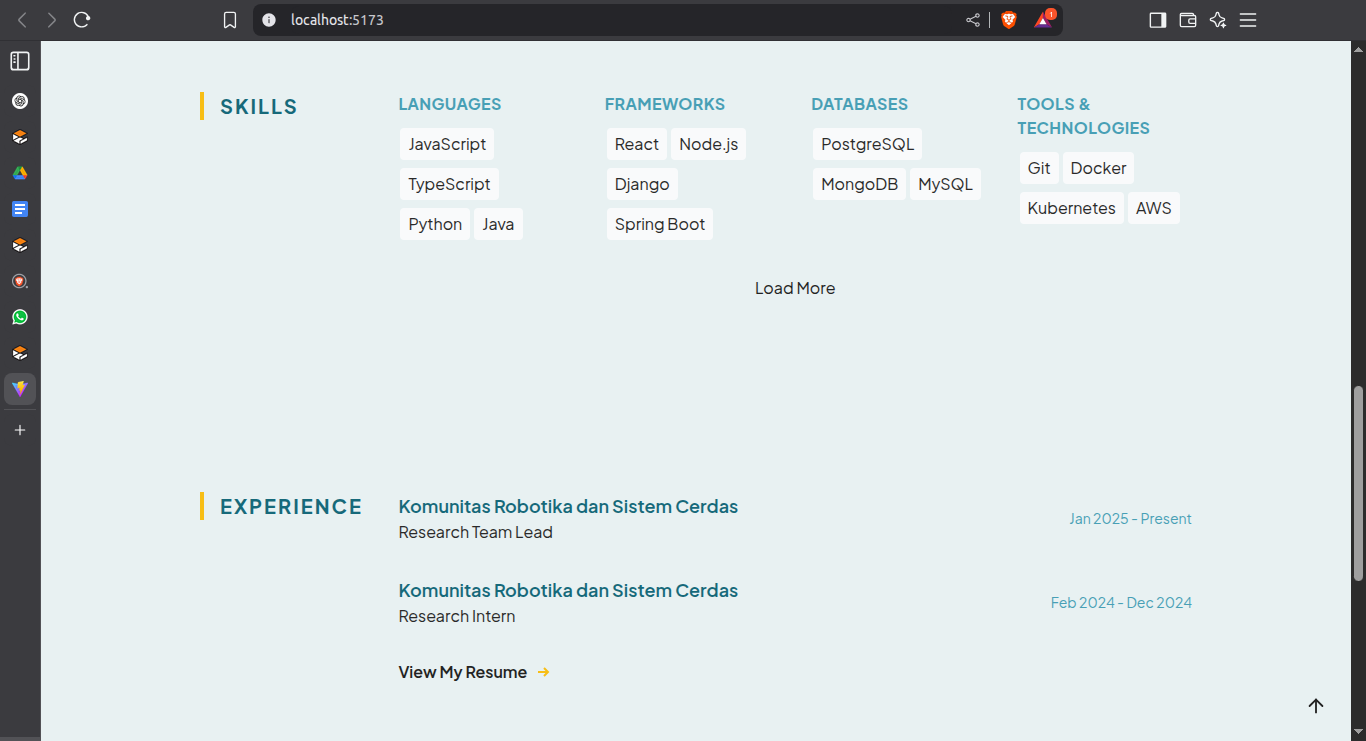 localhost:5173
1
SKILLS
LANGUAGES
JavaScript
TypeScript
Python Java
FRAMEWORKS
React Node.js
Django
Spring Boot
DATABASES
PostgreSQL
MongoDB MySQL
TOOLS &
TECHNOLOGIES
Git Docker
Kubernetes AWS
Load More
EXPERIENCE
Komunitas Robotika dan Sistem Cerdas
Research Team Lead
Jan 2025 - Present
Komunitas Robotika dan Sistem Cerdas
Research Intern
Feb 2024 - Dec 2024
View My Resume →